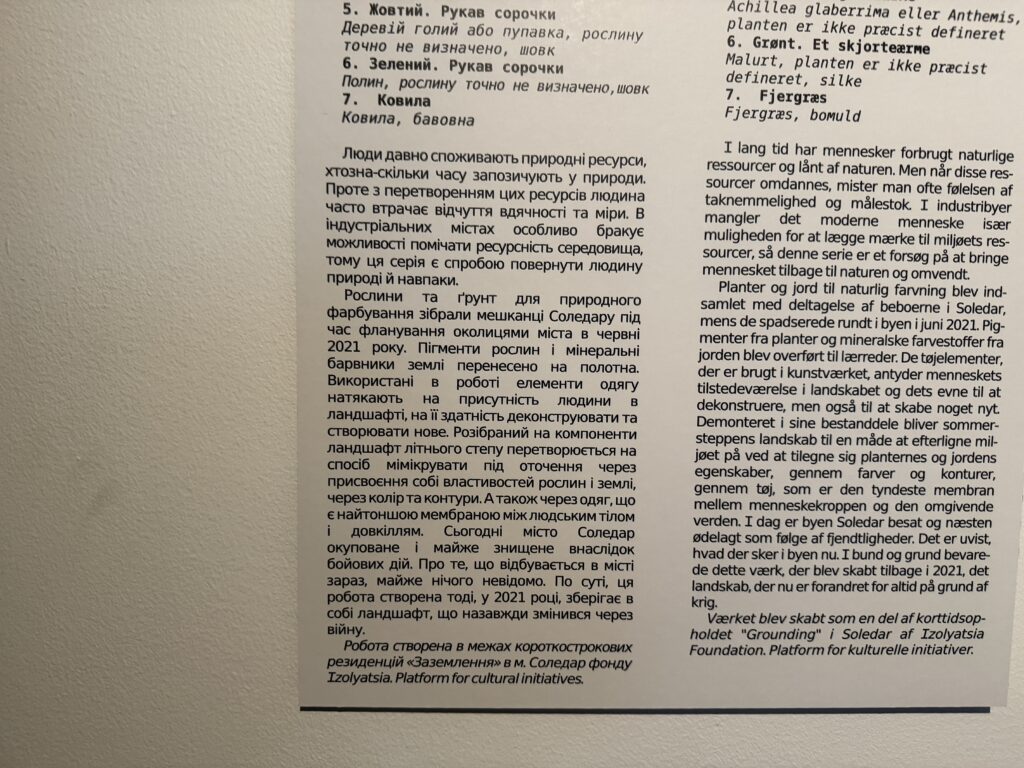 5. Жовтий. Рукав сорочки
Деревій голий або пупавка, рослину
точно не визначено, шовк
6. Зелений. Рукав сорочки
Полин, рослину точно не визначено,шовк
7. Ковила
Ковила, бавовна
Люди давно споживають природні ресурси,
хтозна-скільки часу запозичують у природи.
Проте з перетворенням цих ресурсів людина
часто втрачає відчуття вдячності та міри. В
індустріальних містах особливо бракує
можливості помічати ресурсність середовища,
тому ця серія є спробою повернути людину
природі й навпаки.
Рослини та ґрунт для природного
фарбування зібрали мешканці Соледару під
час фланування околицями міста в червні
2021 року. Пігменти рослин і мінеральні
барвники землі перенесено на полотна.
Використані в роботі елементи одягу
натякають на присутність людини в
ландшафті, на її здатність деконструювати та
створювати нове. Розібраний на компоненти
ландшафт літнього степу перетворюється на
спосіб мімікрувати під оточення через
присвоєння собі властивостей рослин і землі,
через колір та контури. А також через одяг, що
є найтоншою мембраною між людським тілом
і довкіллям. Сьогодні місто Соледар
окуповане і майже знищене внаслідок
бойових дій. Про те, що відбувається в місті
зараз, майже нічого невідомо. По суті, ця
робота створена тоді, у 2021 році, зберігає в
собі ландшафт, що назавжди змінився через
війну.
Робота створена в межах короткострокових
резиденцій «Заземлення» в м. Соледар фонду
Izolyatsia. Platform for cultural initiatives.
Achillea glaberrima eller Anthemis,
planten er ikke præcist defineret
6. Grønt. Et skjorteærme
Malurt, planten er ikke præcist
defineret, silke
7. Fjergræs
Fjergræs, bomuld
I lang tid har mennesker forbrugt naturlige
ressourcer og lånt af naturen. Men når disse res-
sourcer omdannes, mister man ofte følelsen af
taknemmelighed og målestok. I industribyer
mangler det moderne menneske især
muligheden for at lægge mærke til miljøets res-
sourcer, så denne serie er et forsøg på at bringe
mennesket tilbage til naturen og omvendt.
Planter og jord til naturlig farvning blev ind-
samlet med deltagelse af beboerne i Soledar,
mens de spadserede rundt i byen i juni 2021. Pig-
menter fra planter og mineralske farvestoffer fra
jorden blev overført til lærreder. De tøjelementer,
der er brugt i kunstværket, antyder menneskets
tilstedeværelse i landskabet og dets evne til at
dekonstruere, men også til at skabe noget nyt.
Demonteret i sine bestanddele bliver sommer-
steppens landskab til en måde at efterligne mil-
jøet på ved at tilegne sig planternes og jordens
egenskaber, gennem farver og konturer,
gennem tøj, som er den tyndeste membran
mellem menneskekroppen og den omgivende
verden. I dag er byen Soledar besat og næsten
ødelagt som følge af fjendtligheder. Det er uvist,
hvad der sker i byen nu. I bund og grund bevare-
de dette værk, der blev skabt tilbage i 2021, det
landskab, der nu er forandret for altid på grund af
krig.
Værket blev skabt som en del af korttidsop-
holdet "Grounding" i Soledar af Izolyatsia
Foundation. Platform for kulturelle initiativer.